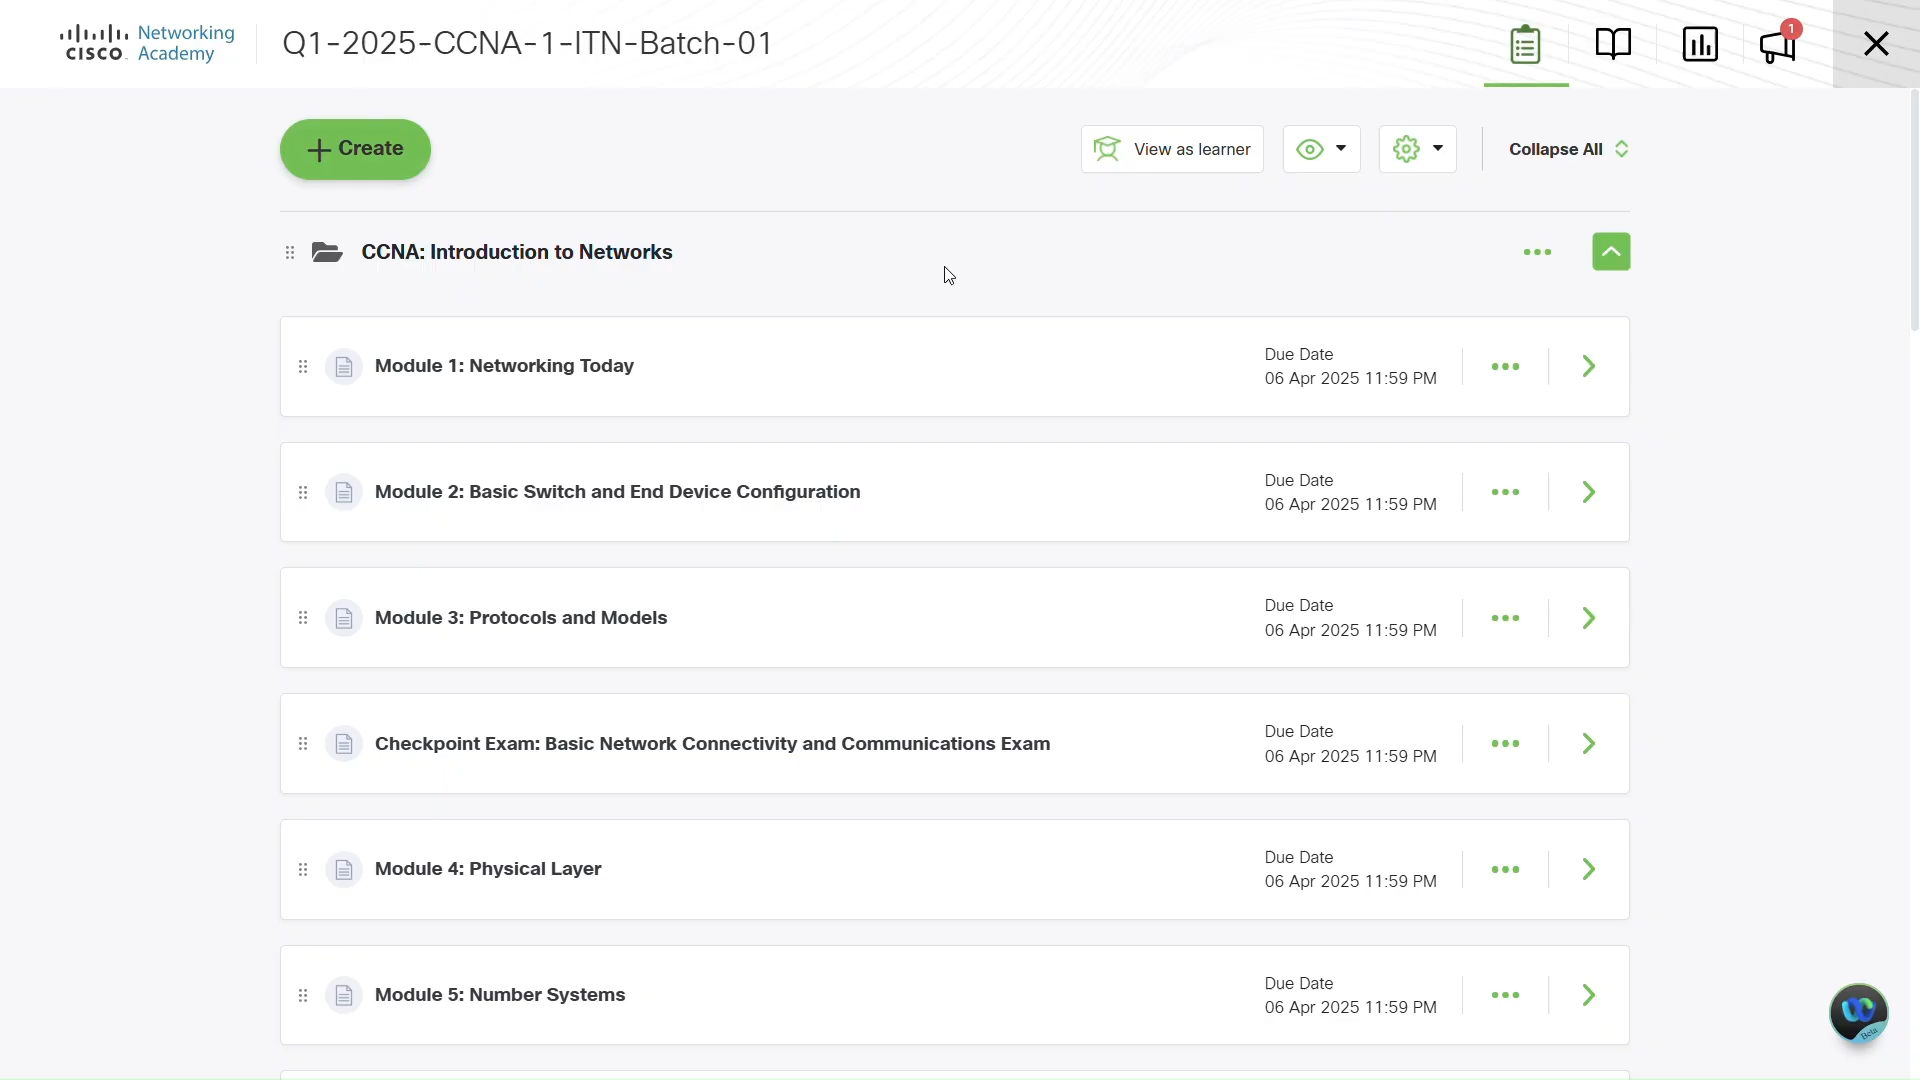 Networking
CISCO Academy
Q1-2025-CCNA-1-ITN-Batch-01
1
Create
View as learner
Collapse All
CCNA: Introduction to Networks
Module 1: Networking Today
Due Date
06 Apr 2025 11:59 PM
Module 2: Basic Switch and End Device Configuration
Due Date
06 Apr 2025 11:59 PM
Module 3: Protocols and Models
Due Date
06 Apr 2025 11:59 PM
Checkpoint Exam: Basic Network Connectivity and Communications Exam
Due Date
06 Apr 2025 11:59 PM
Module 4: Physical Layer
Due Date
06 Apr 2025 11:59 PM
Module 5: Number Systems
Due Date
06 Apr 2025 11:59 PM
Beta